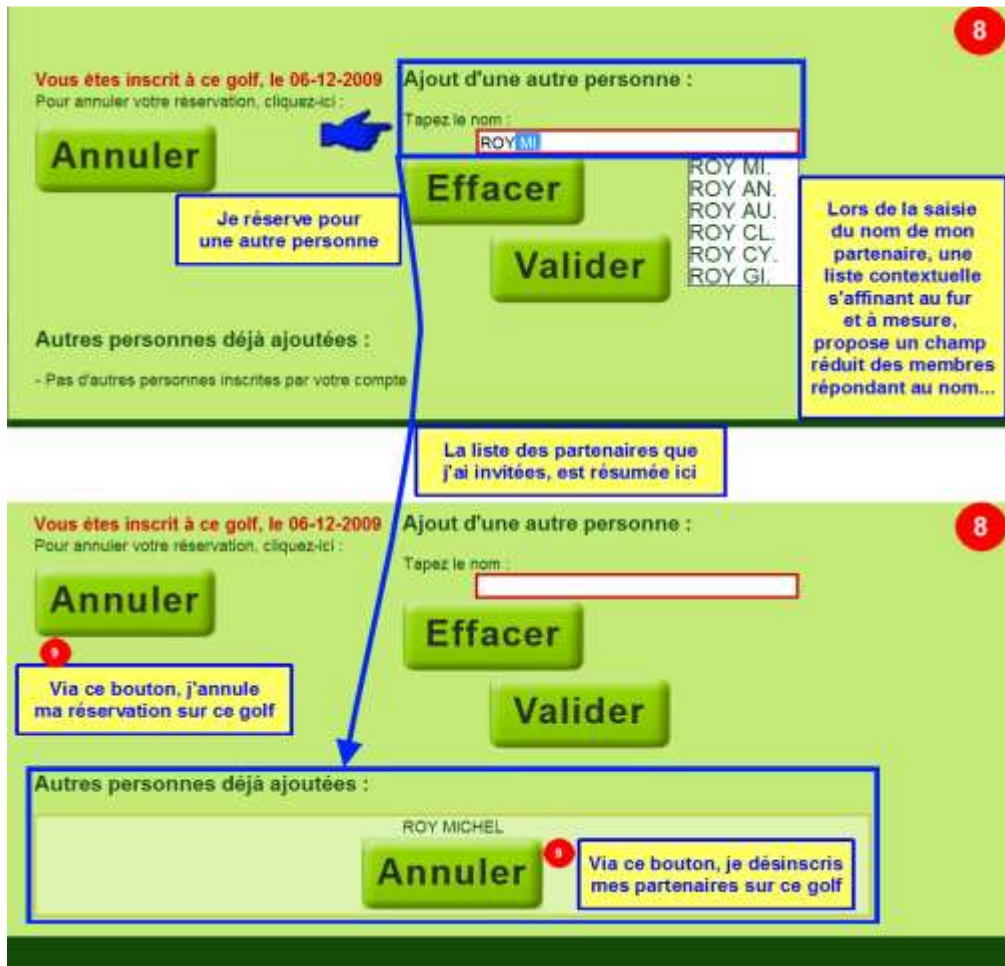 8
Vous êtes inscrit à ce golf, le 06-12-2009
Pour annuler votre réservation, cliquez-ici :
Annuler
Je réserve pour
une autre personne
Ajout d'une autre personne :
Tapez le nom :
ROY MI.
Effacer
Valider
ROY MI.
ROY AN.
ROY AU.
ROY CL.
ROY CY.
ROY GI.
Lors de la saisie
du nom de mon
partenaire, une
liste contextuelle
s'affinant au fur
et à mesure,
propose un champ
réduit des membres
répondant au nom...
Autres personnes déjà ajoutées :
- Pas d'autres personnes inscrites par votre compte
La liste des partenaires que
j'ai invitées, est résumée ici
8
Vous êtes inscrit à ce golf, le 06-12-2009
Pour annuler votre réservation, cliquez-ici :
Annuler
9
Via ce bouton, j'annule
ma réservation sur ce golf
Ajout d'une autre personne :
Tapez le nom :
Effacer
Valider
Autres personnes déjà ajoutées :
ROY MICHEL
Annuler
9
Via ce bouton, je désinscris
mes partenaires sur ce golf